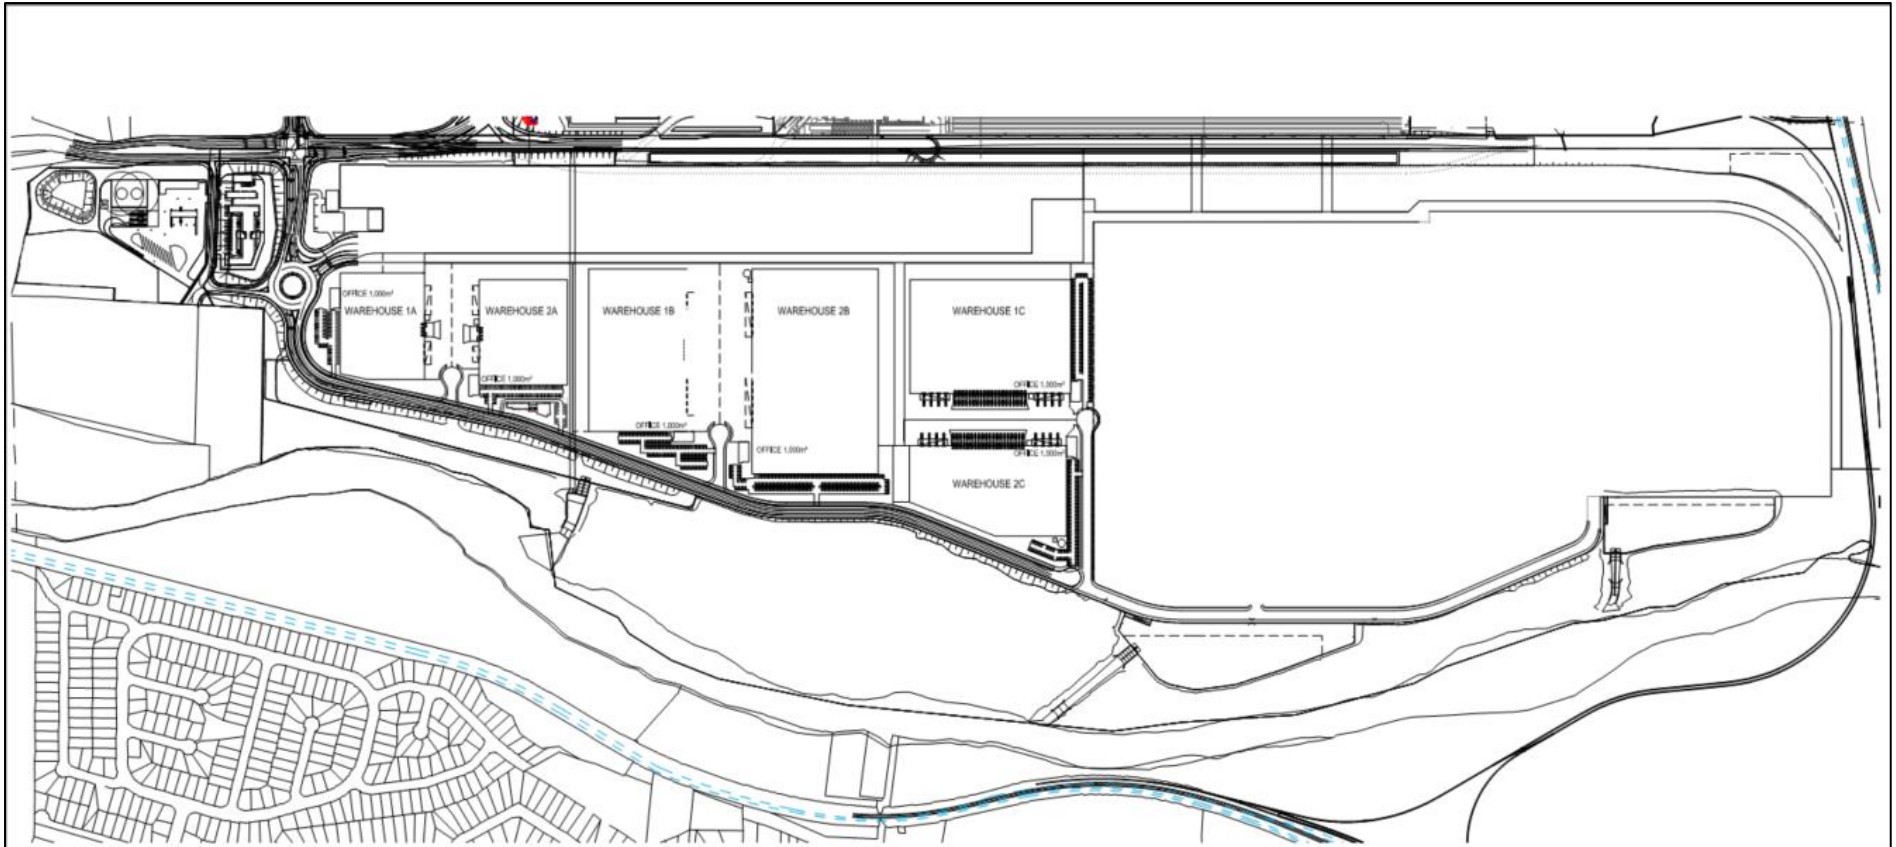 OFFICE 1,000m²
WAREHOUSE 1A
WAREHOUSE 2A
WAREHOUSE 1B
WAREHOUSE 2B
WAREHOUSE 1C
OFFICE 1,000m²
OFFICE 1,000m²
OFFICE 1,000m²
OFFICE 1,000m²
OFFICE 1,000m²
WAREHOUSE 2C